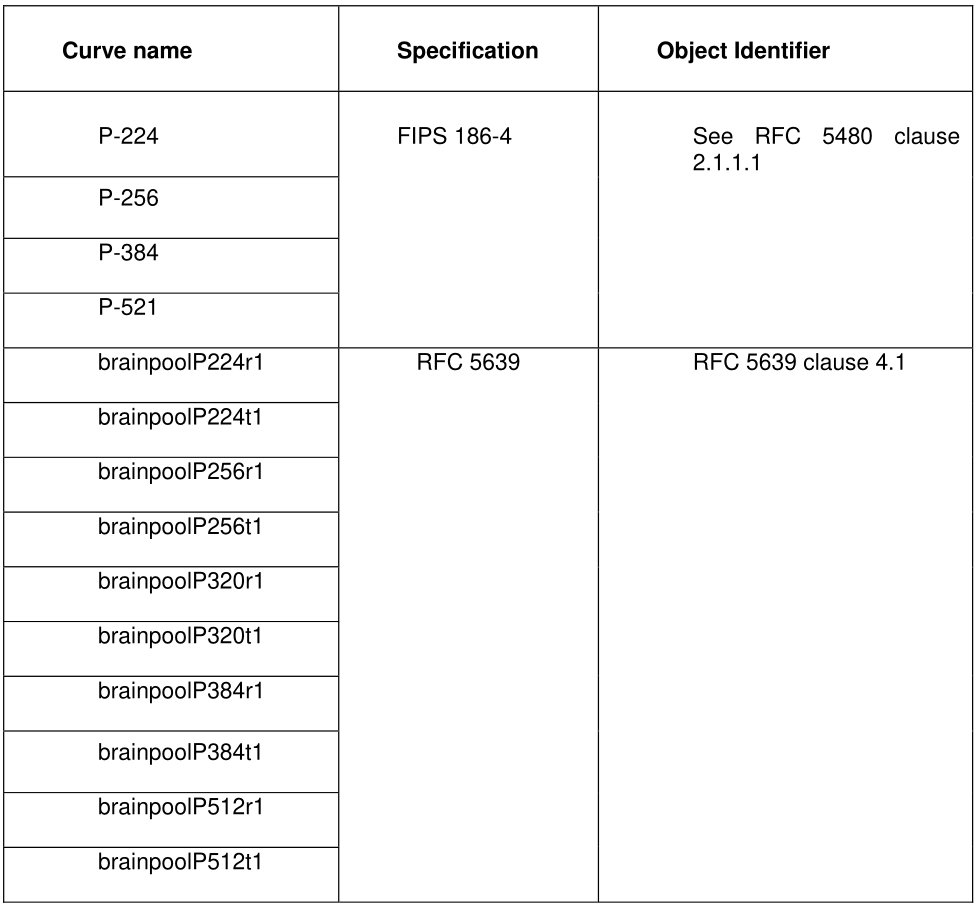 Curve name Specification Object Identifier
P-224 FIPS 186-4 See RFC 5480 clause
2.1.1.1
P-256
P-384
P-521
brainpoolP224r1 RFC 5639 RFC 5639 clause 4.1
brainpoolP224t1
brainpoolP256r1
brainpoolP256t1
brainpoolP320r1
brainpoolP320t1
brainpoolP384r1
brainpoolP384t1
brainpoolP512r1
brainpoolP512t1